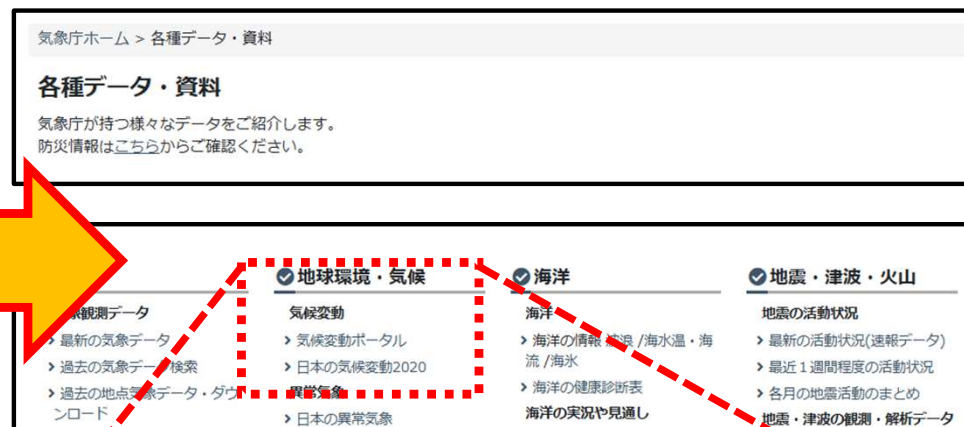 気象庁ホーム > 各種データ・資料
各種データ・資料
気象庁が持つ様々なデータをご紹介します。
防災情報はこちらからご確認ください。
地球環境・気候
海洋
地震・津波・火山
観測データ
最新の気象データ
過去の気象データ検索
過去の地点気象データ・ダウ
ンロード
気候変動
気候変動ポータル
日本の気候変動2020
異常気象
日本の異常気象
海洋
海洋の情報 波浪 /海水温・海
流 /海氷
海洋の健康診断表
海洋の実況や見通し
地震の活動状況
最新の活動状況(速報データ)
最近１週間程度の活動状況
各月の地震活動のまとめ
地震・津波の観測・解析データ